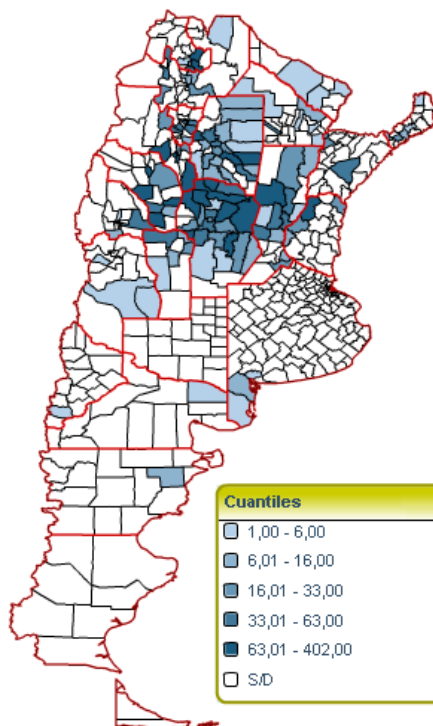 Cuantiles
1,00 - 6,00
6,01 - 16,00
16,01 - 33,00
33,01 - 63,00
63,01 - 402,00
S/D